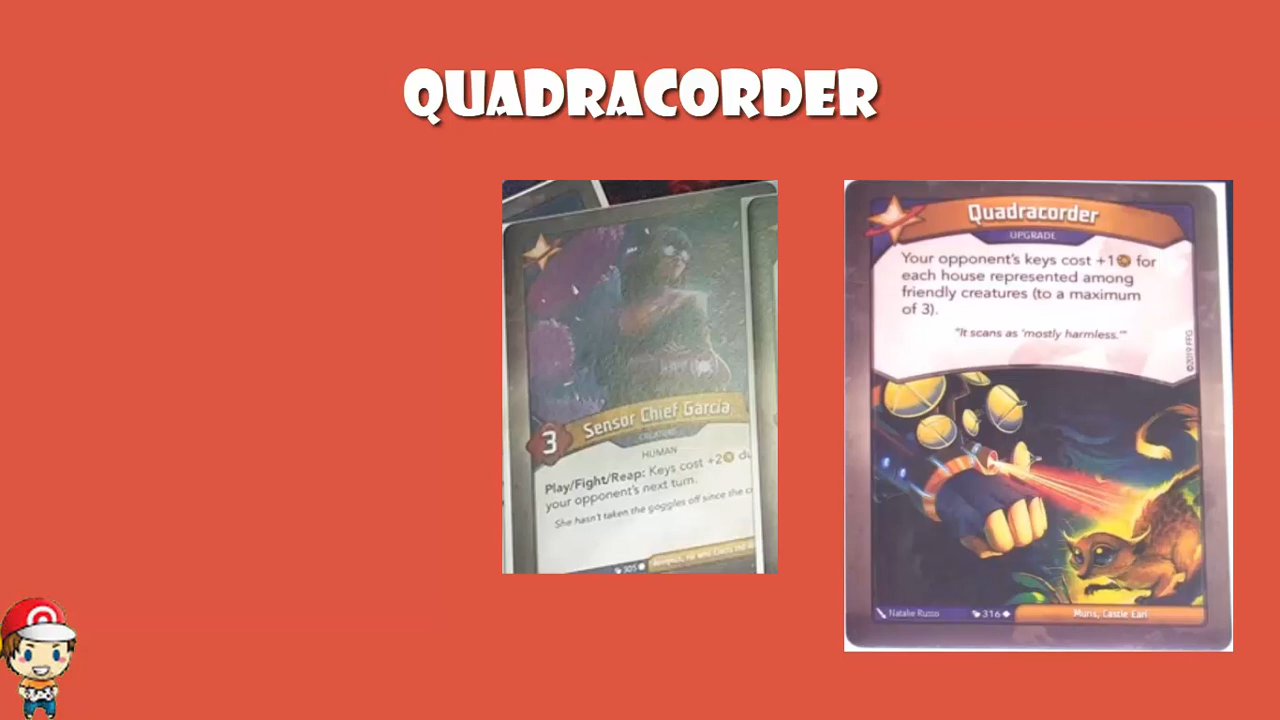 QUADRACORDER
Sensor Chief Garcia
3
CREATURE
HUMAN
Play/Fight/Reap: Keys cost +2
your opponent's next turn.
She hasn't taken the goggles off since the
305
Quadracorder
UPGRADE
Your opponent's keys cost +1 for
each house represented among
friendly creatures (to a maximum
of 3).
"It scans as 'mostly harmless.'"
©2019 FFG
Natalie Russo
316
Muns, Castle Earl